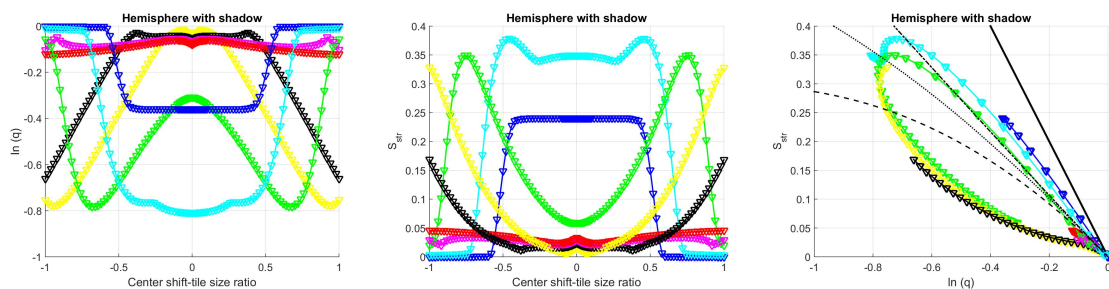 Hemisphere with shadow
ln (q)
0
-0.2
-0.4
-0.6
-0.8
-1
-1 -0.5 0 0.5 1
Center shift-tile size ratio
Hemisphere with shadow
S_str
0.4
0.35
0.3
0.25
0.2
0.15
0.1
0.05
0
-1 -0.5 0 0.5 1
Center shift-tile size ratio
Hemisphere with shadow
S_str
0.4
0.35
0.3
0.25
0.2
0.15
0.1
0.05
0
-1 -0.8 -0.6 -0.4 -0.2 0
ln (q)